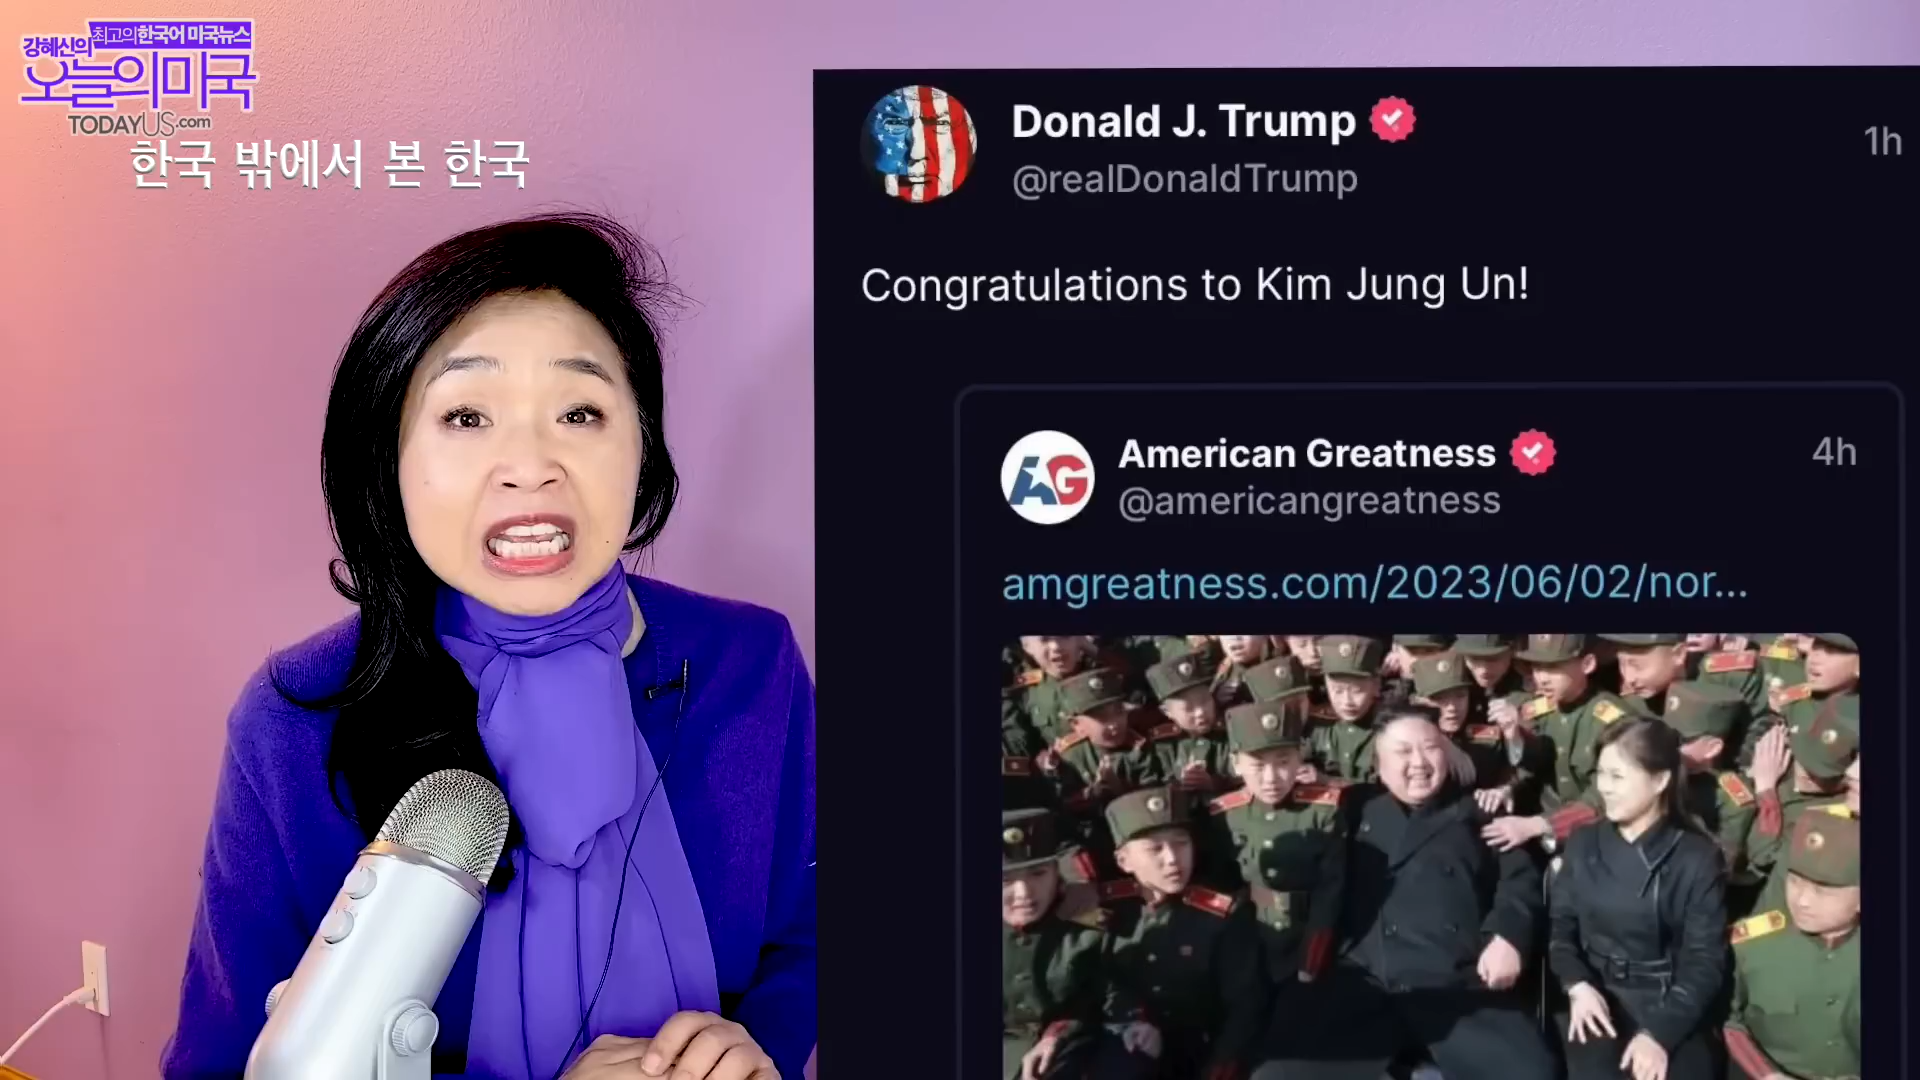 최고의한국어 미국뉴스
강혜신의
오늘의미국
TODAYUS.com
한국 밖에서 본 한국
Donald J. Trump
1h
@realDonaldTrump
Congratulations to Kim Jung Un!
AG
American Greatness
4h
@americangreatness
amgreatness.com/2023/06/02/nor...